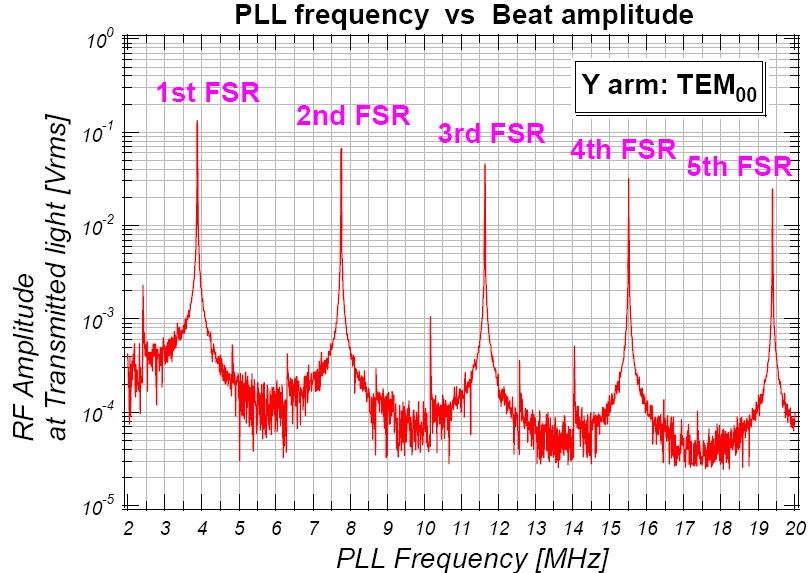 PLL frequency vs Beat amplitude
Y arm: TEM00
1st FSR
2nd FSR
3rd FSR
4th FSR
5th FSR
10^0
10^-1
10^-2
10^-3
10^-4
10^-5
RF Amplitude
at Transmitted light [Vrms]
2 3 4 5 6 7 8 9 10 11 12 13 14 15 16 17 18 19 20
PLL Frequency [MHz]